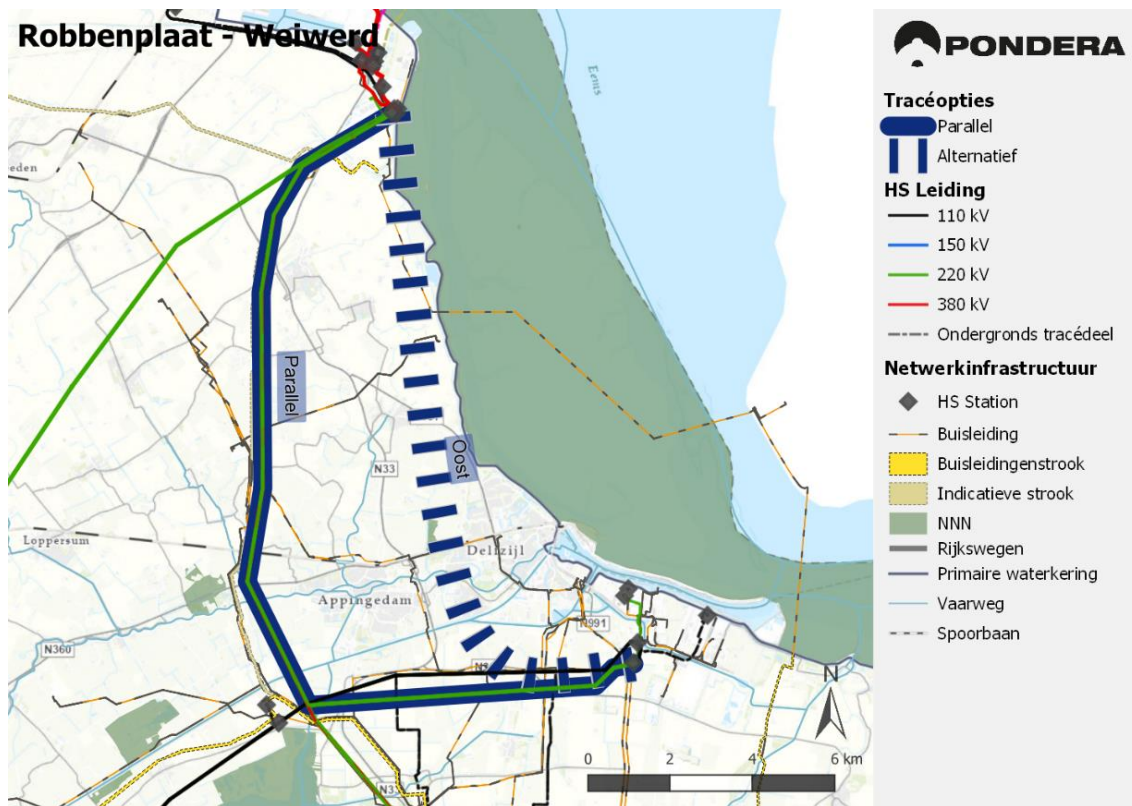 Robbenplaat - Weiwerd
Eems
eden
Parallel
N33
Oost
Loppersum
Delfzijl
Appingedam
N991
N360
N33
N
0 2 4 6 km
PONDERA
Tracéopties
Parallel
Alternatief
HS Leiding
110 kV
150 kV
220 kV
380 kV
Ondergronds tracédeel
Netwerkinfrastructuur
HS Station
Buisleiding
Buisleidingenstrook
Indicatieve strook
NNN
Rijkswegen
Primaire waterkering
Vaarweg
Spoorbaan